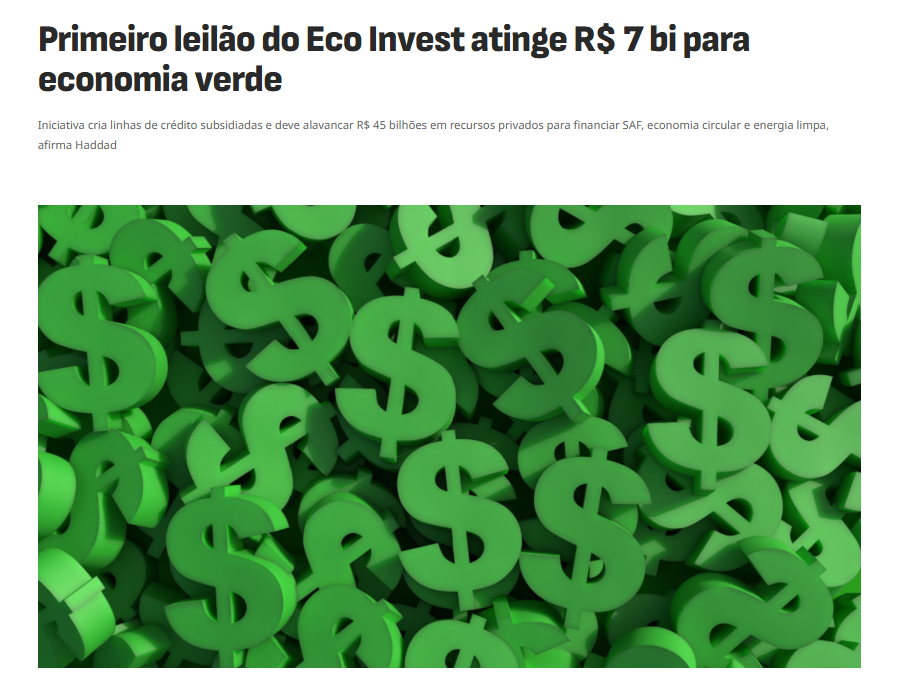 Primeiro leilão do Eco Invest atinge R$ 7 bi para
economia verde
Iniciativa cria linhas de crédito subsidiadas e deve alavancar R$ 45 bilhões em recursos privados para financiar SAF, economia circular e energia limpa,
afirma Haddad